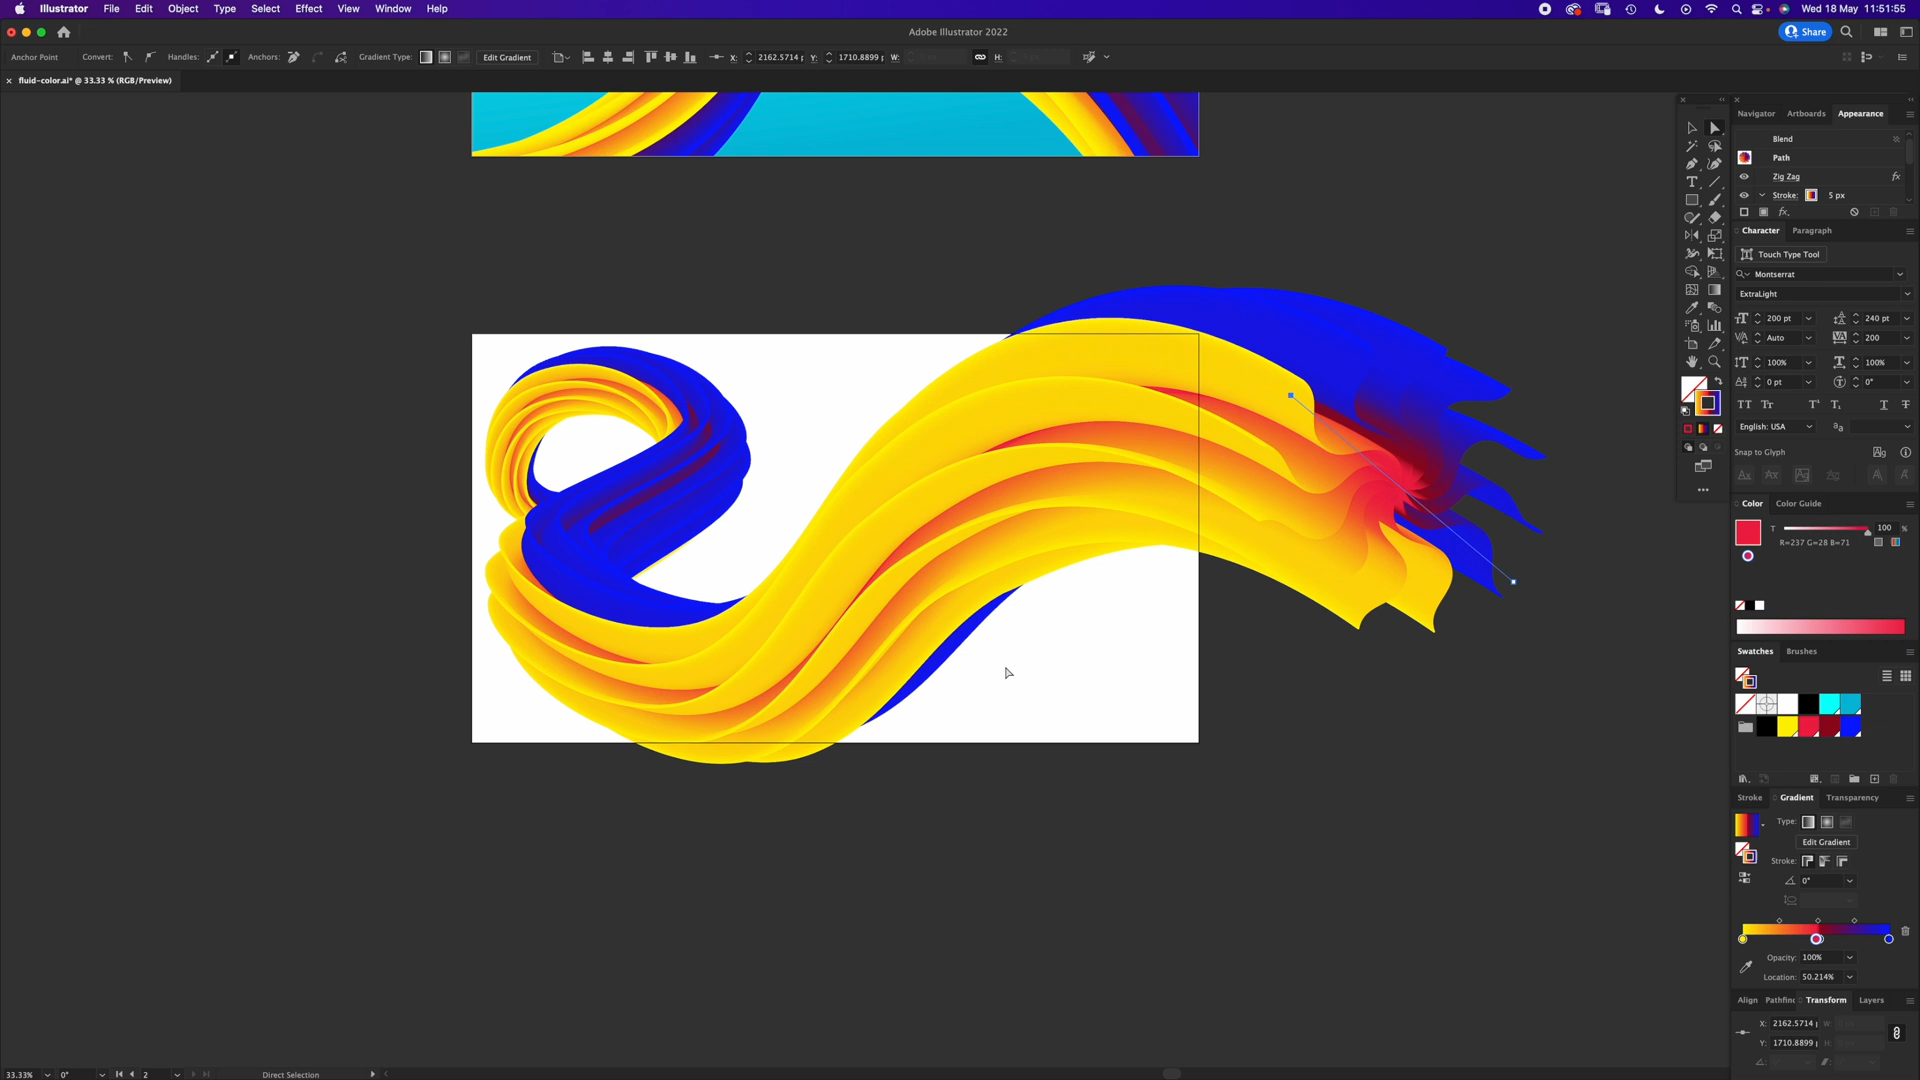 Illustrator File Edit Object Type Select Effect View Window Help
Wed 18 May 11:51:55
Adobe Illustrator 2022
Share
Anchor Point Convert: Handles: Anchors: Gradient Type: Edit Gradient X: 2162.5714 Y: 1710.8899 W: H:
× fluid-color.ai* @ 33.33 % (RGB/Preview)
Navigator Artboards Appearance
Blend
Path
Zig Zag fx
Stroke: 5 px
fx.
Character Paragraph
Touch Type Tool
Montserrat
ExtraLight
200 pt 240 pt
Auto 200
100% 100%
0 pt 0°
English: USA
Snap to Glyph
Color Color Guide
T 100 %
R=237 G=28 B=71
Swatches Brushes
Stroke Gradient Transparency
Type:
Edit Gradient
Stroke:
0°
Opacity: 100%
Location: 50.214%
Align Pathfind Transform Layers
X: 2162.5714 W:
Y: 1710.8899 H:
33.33% 0° 2 Direct Selection